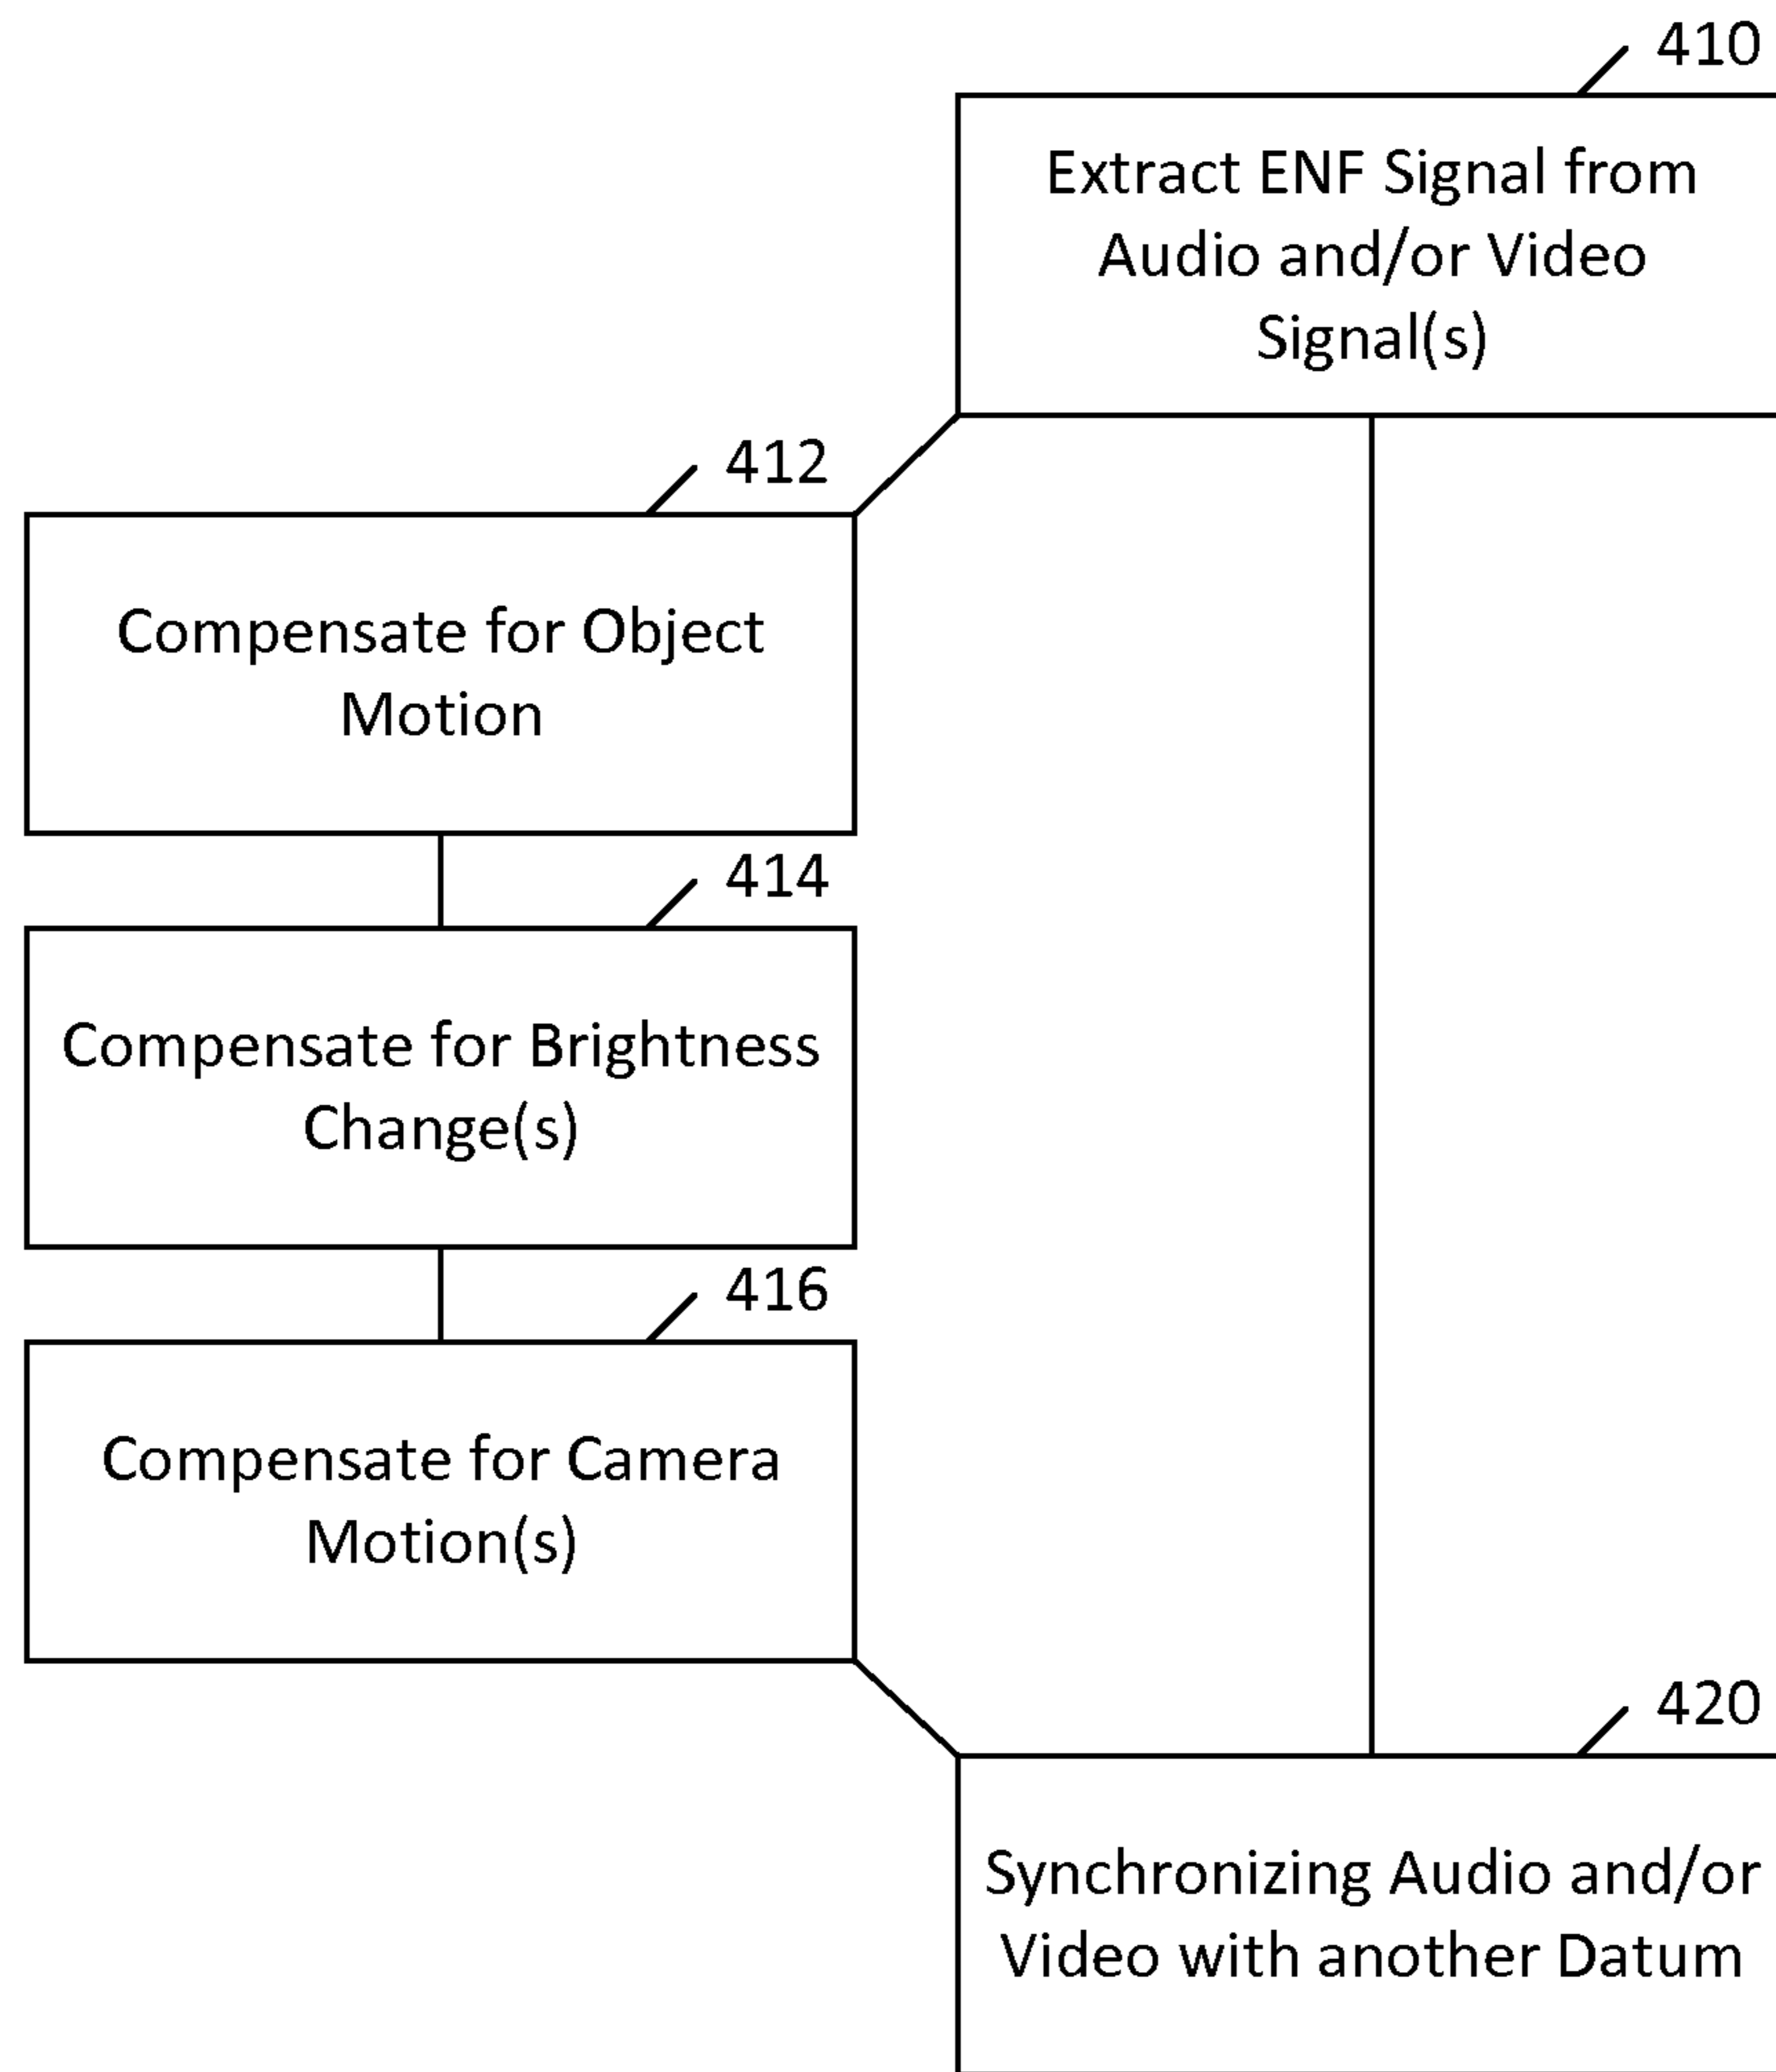 410
Extract ENF Signal from
Audio and/or Video
Signal(s)
412
Compensate for Object
Motion
414
Compensate for Brightness
Change(s)
416
Compensate for Camera
Motion(s)
420
Synchronizing Audio and/or
Video with another Datum